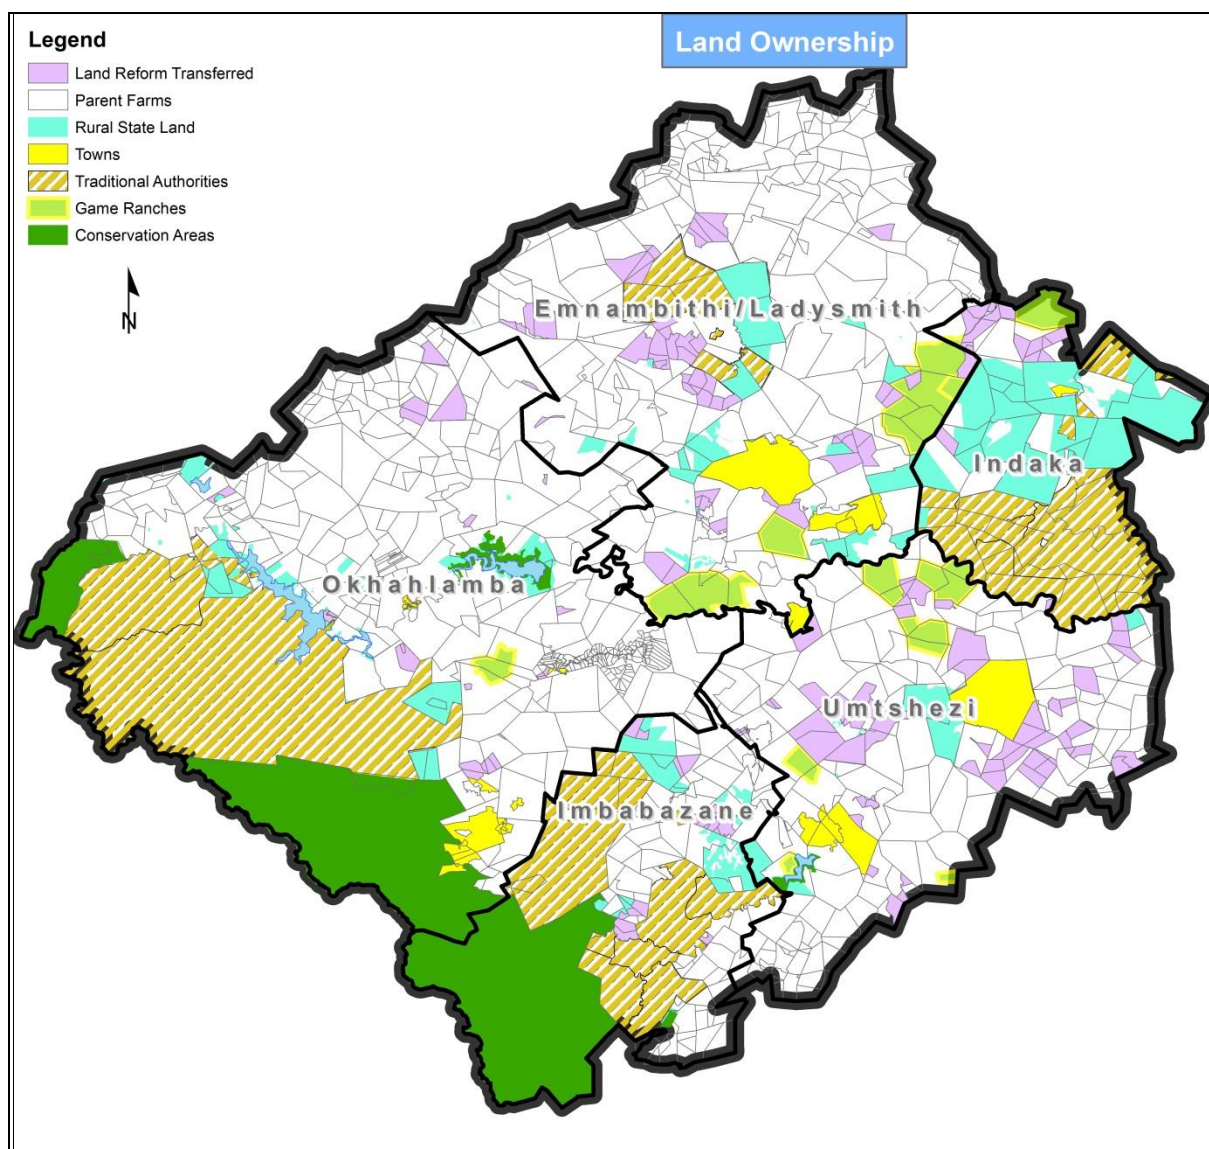 Land Ownership
Legend
Land Reform Transferred
Parent Farms
Rural State Land
Towns
Traditional Authorities
Game Ranches
Conservation Areas
N
Emnambithi/Ladysmith
Indaka
Okhahlamba
Umtshezi
Imbabazane